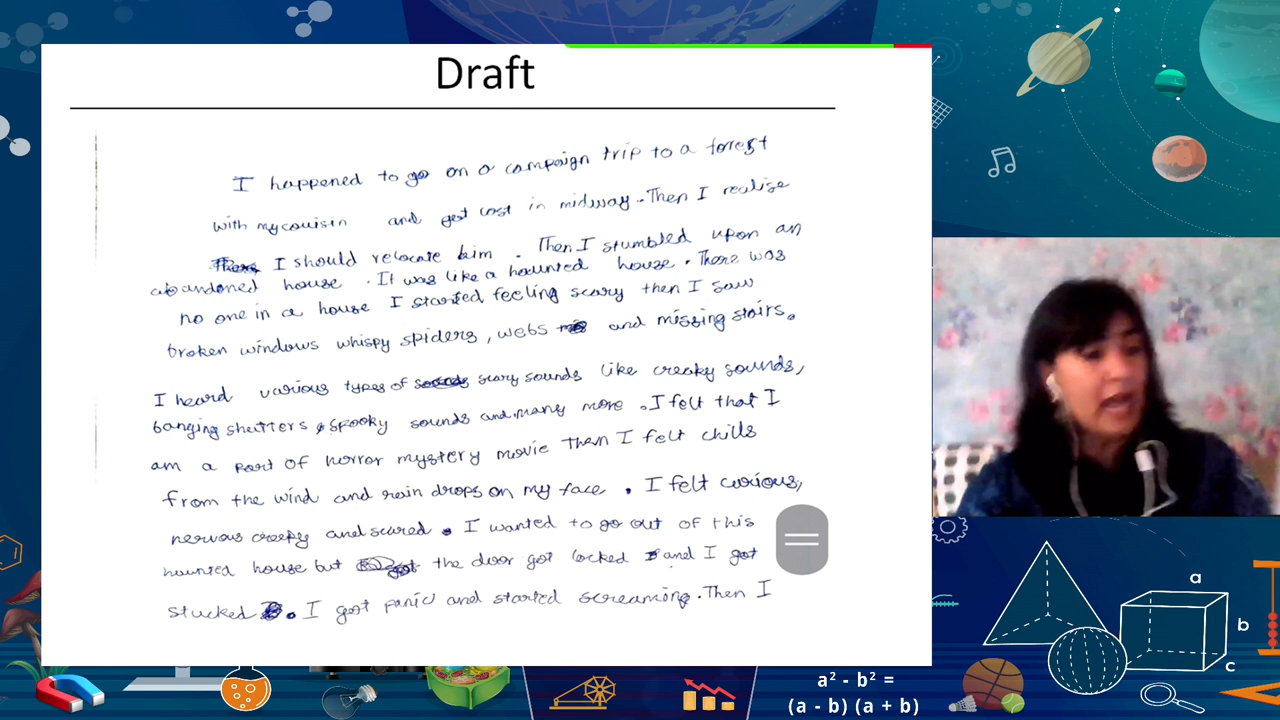 Draft
I happened to go on a campaign trip to a forest
with my couisin and get lost in midway. Then I realise
I should relocate him. Then I stumbled upon an
abandoned house. It was like a haunted house. There was
no one in a house I started feeling scary then I saw
broken windows whispy spiders, webs and missing stairs.
I heard various types of scary sounds like creaky sounds,
banging shutters, spooky sounds and many more. I felt that I
am a part of horror mystery movie then I felt chills
from the wind and rain drops on my face. I felt curious,
nervous creepy and scared. I wanted to go out of this
haunted house but the door got locked and I got
stucked. I got panic and started screaming. Then I
a
b
c
a² - b² =
(a - b) (a + b)